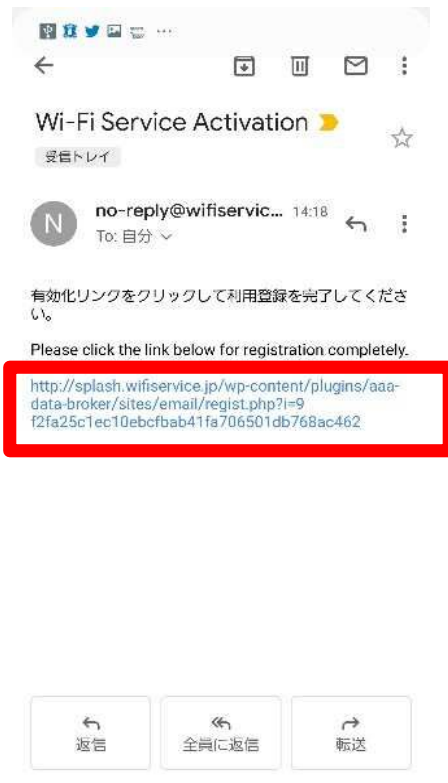 Wi-Fi Service Activation
受信トレイ
N
no-reply@wifiservic... 14:18
To: 自分
有効化リンクをクリックして利用登録を完了してくださ
い。
Please click the link below for registration completely.
http://splash.wifiservice.jp/wp-content/plugins/aaa-
data-broker/sites/email/regist.php?i=9
f2fa25c1ec10ebcfbab41fa706501db768ac462
返信
全員に返信
転送